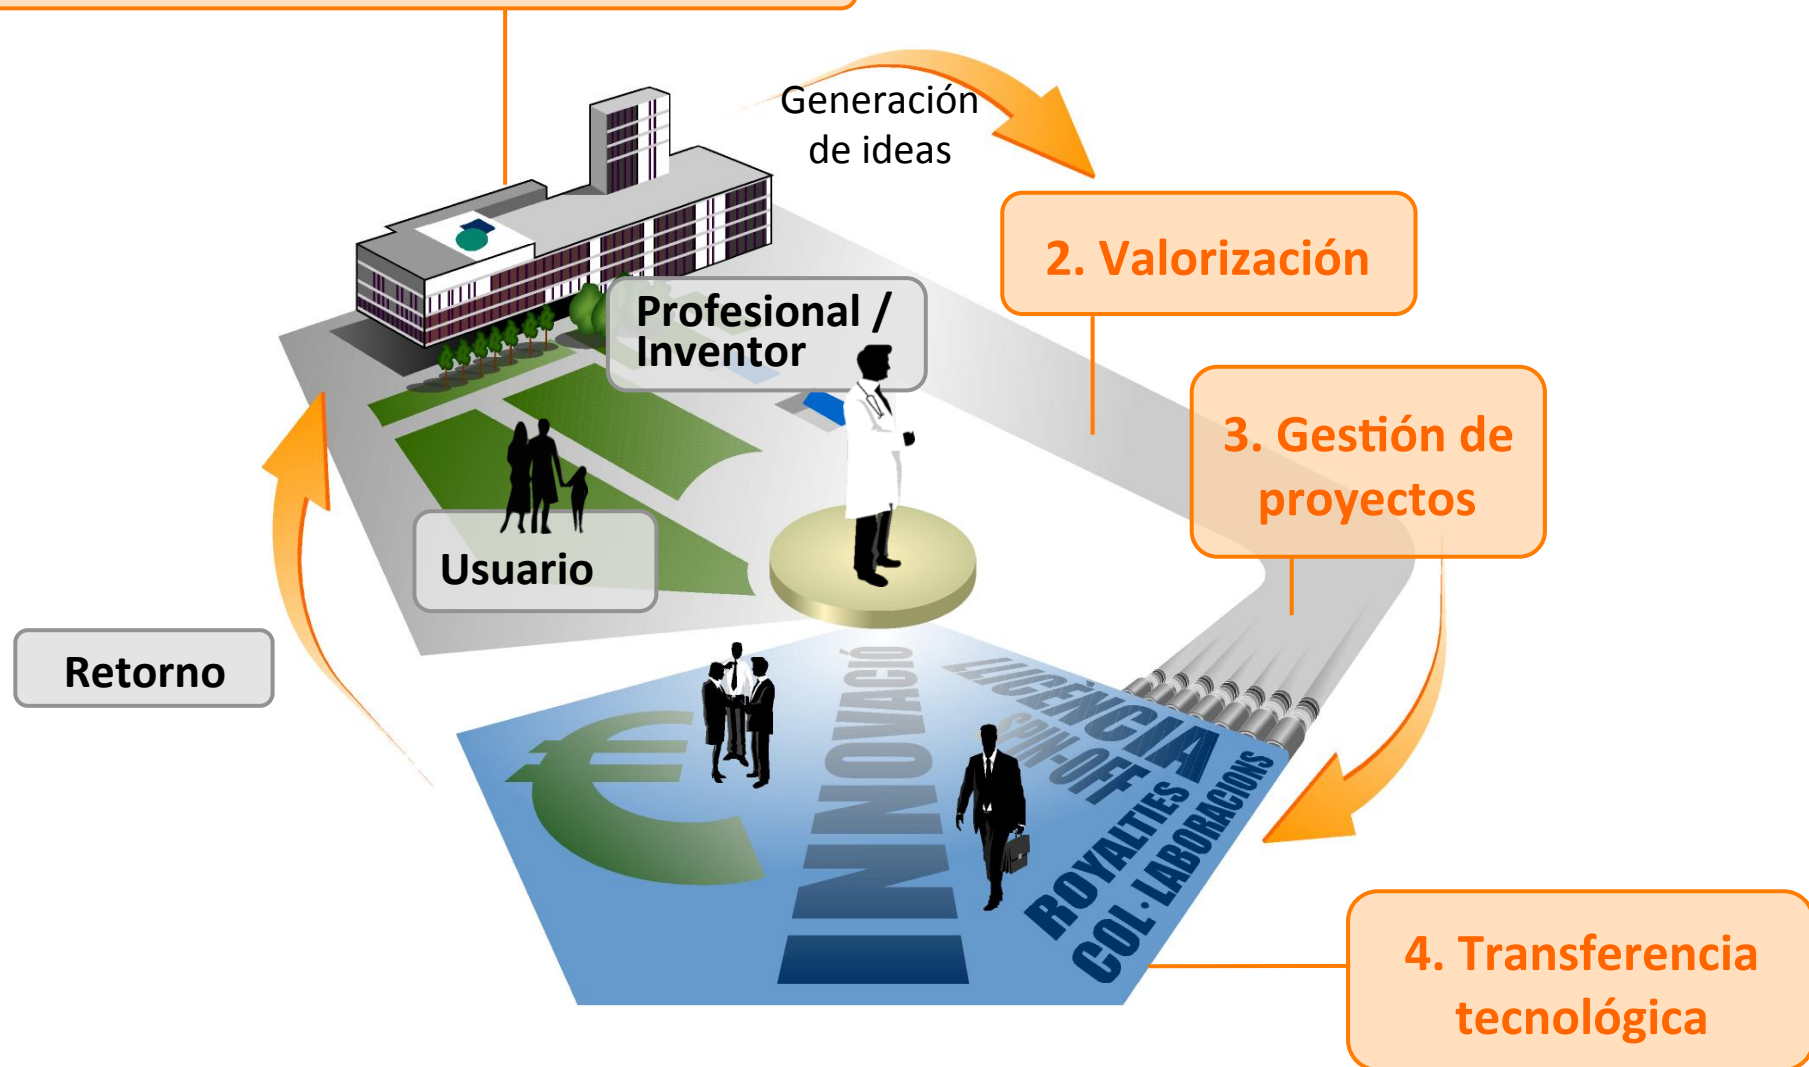 Generación
de ideas
2. Valorización
Profesional /
Inventor
3. Gestión de
proyectos
Usuario
Retorno
INNOVACIÓ
LLICÈNCIA
SPIN-OFF
ROYALTIES
COL·LABORACIONS
4. Transferencia
tecnológica